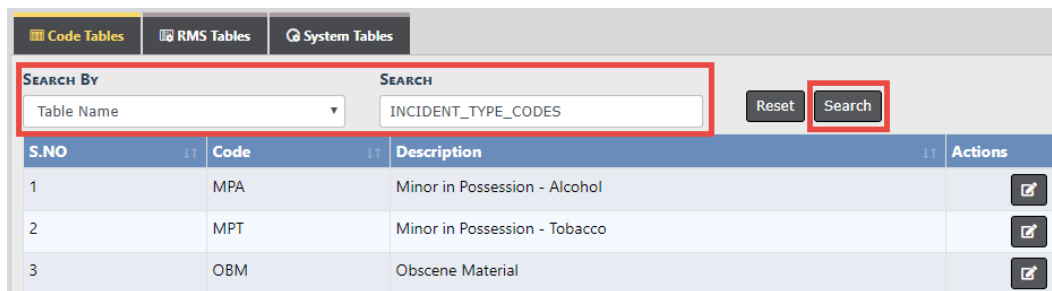 Code Tables RMS Tables System Tables
SEARCH BY SEARCH
Table Name INCIDENT_TYPE_CODES Reset Search
S.NO Code Description Actions
1 MPA Minor in Possession - Alcohol
2 MPT Minor in Possession - Tobacco
3 OBM Obscene Material